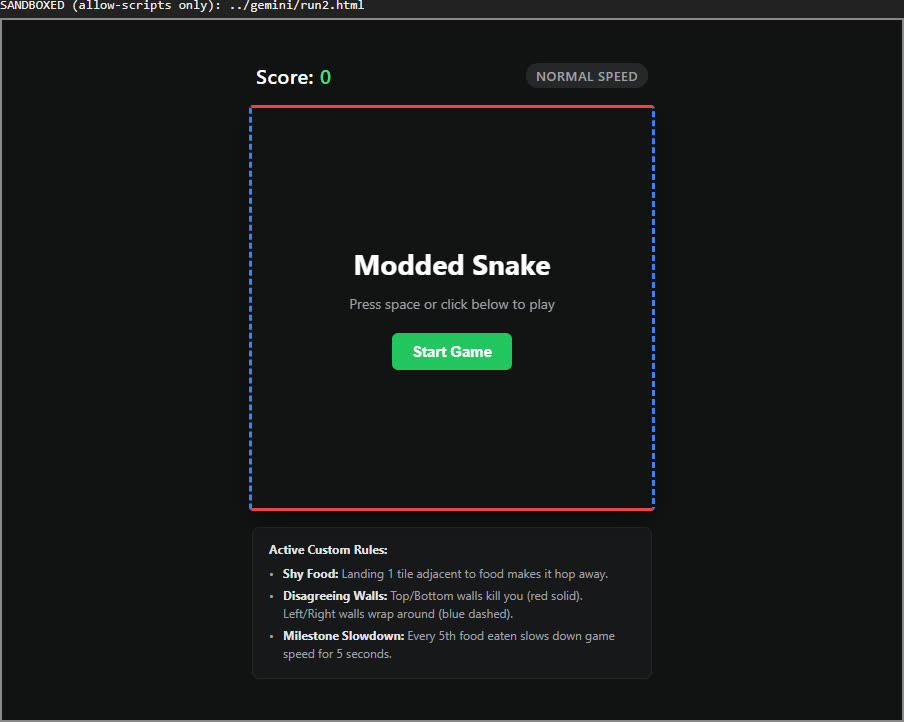 SANDBOXED (allow-scripts only): ../gemini/run2.html
Score: 0
NORMAL SPEED
Modded Snake
Press space or click below to play
Start Game
Active Custom Rules:
• Shy Food: Landing 1 tile adjacent to food makes it hop away.
• Disagreeing Walls: Top/Bottom walls kill you (red solid).
Left/Right walls wrap around (blue dashed).
• Milestone Slowdown: Every 5th food eaten slows down game
speed for 5 seconds.